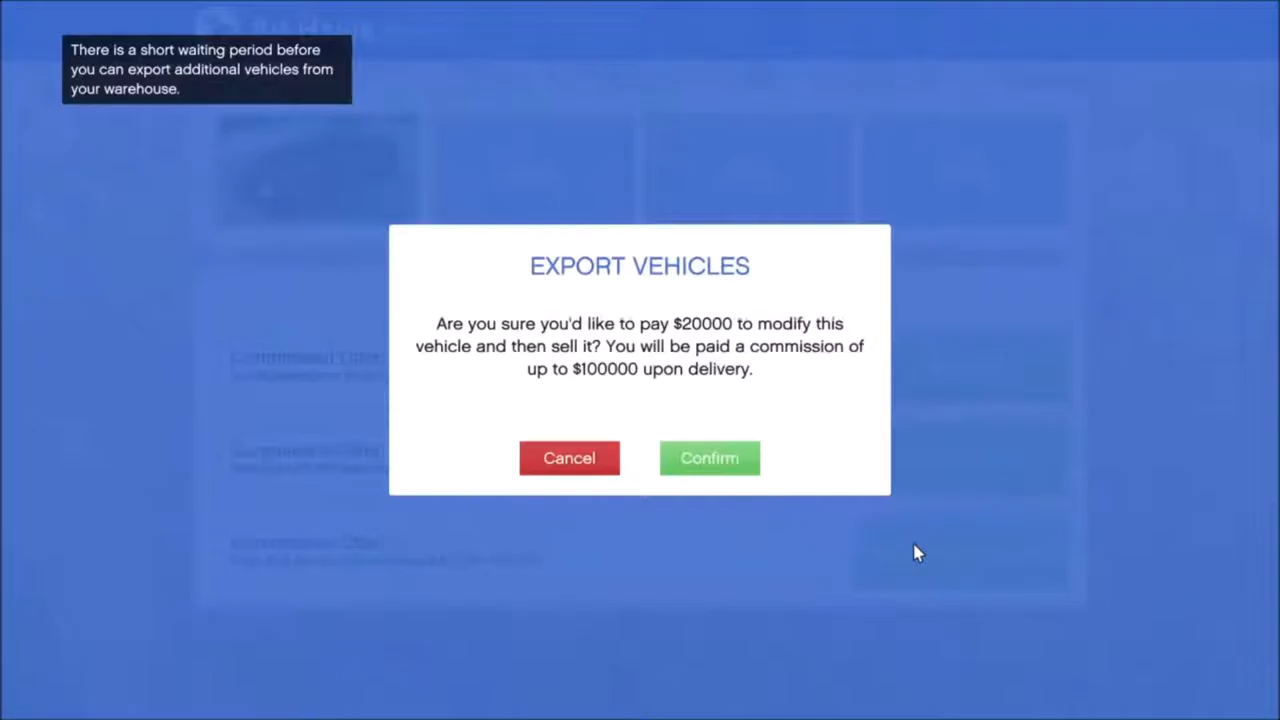 There is a short waiting period before
you can export additional vehicles from
your warehouse.
EXPORT VEHICLES
Are you sure you'd like to pay $20000 to modify this
vehicle and then sell it? You will be paid a commission of
up to $100000 upon delivery.
Cancel
Confirm